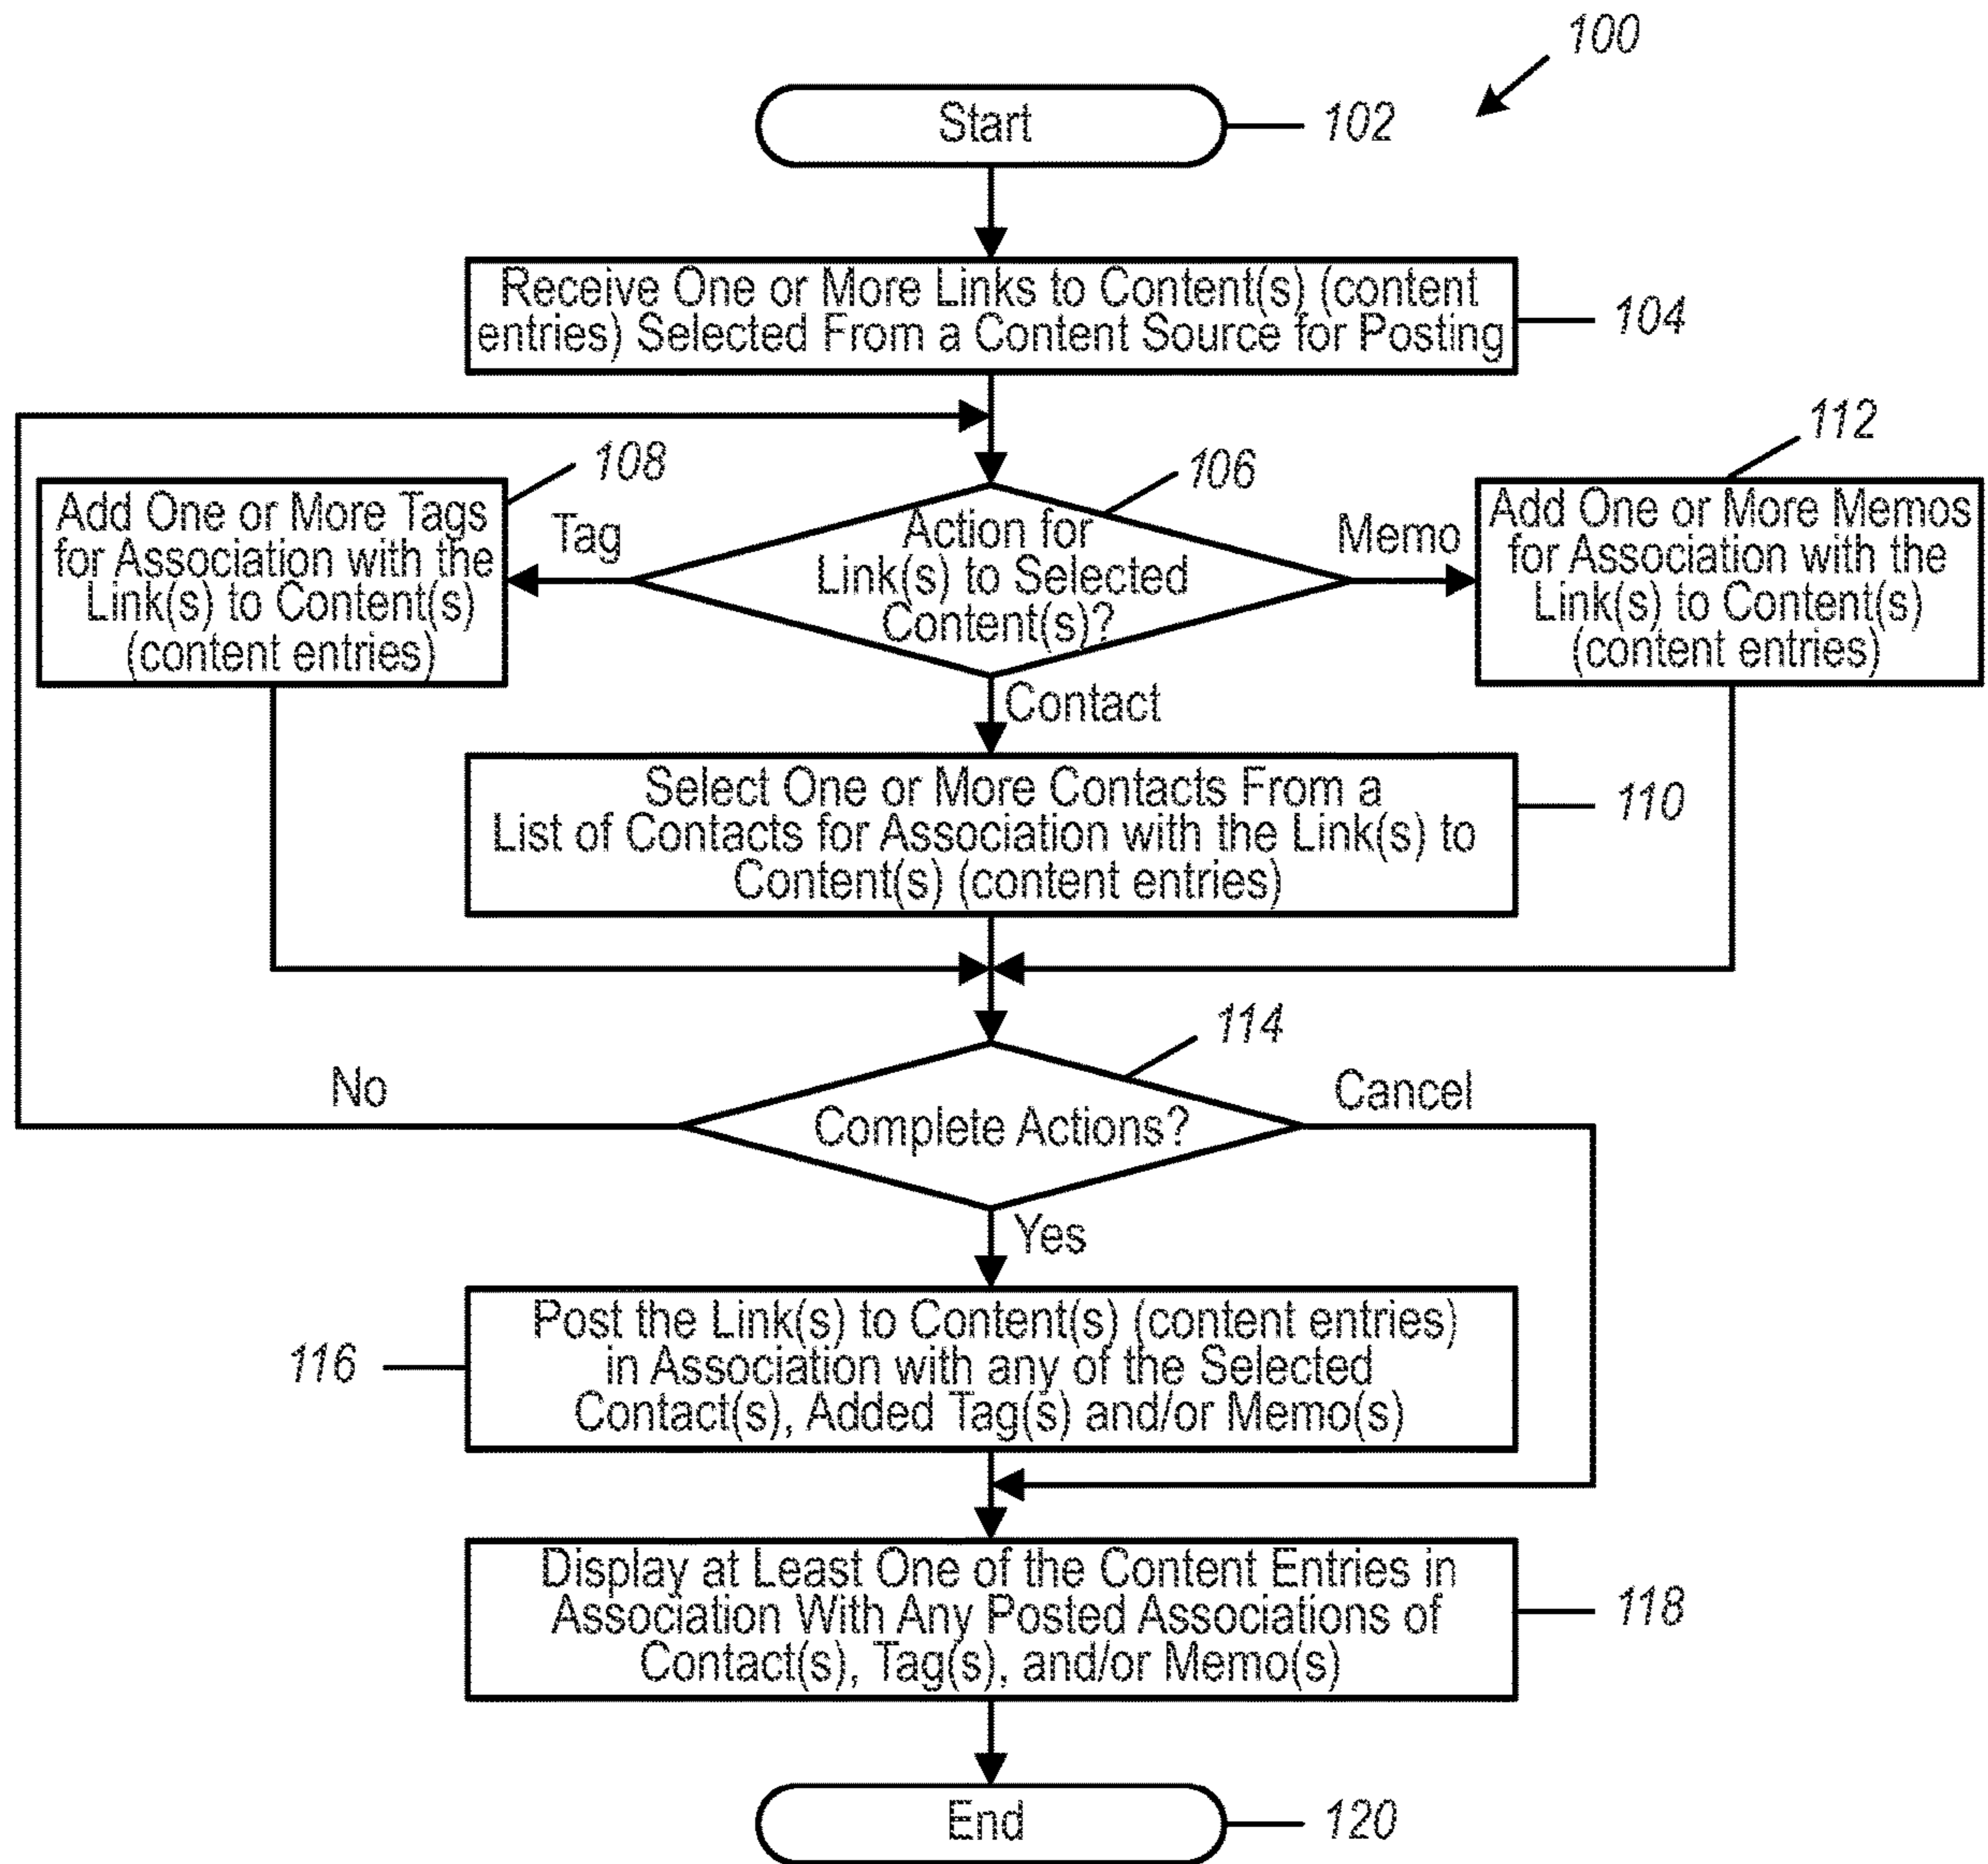 100
Start
102
Receive One or More Links to Content(s) (content
entries) Selected From a Content Source for Posting
104
108
Add One or More Tags
for Association with the
Link(s) to Content(s)
(content entries)
Tag
106
Action for
Link(s) to Selected
Content(s)?
Memo
112
Add One or More Memos
for Association with the
Link(s) to Content(s)
(content entries)
Contact
Select One or More Contacts From a
List of Contacts for Association with the Link(s) to
Content(s) (content entries)
110
114
No
Complete Actions?
Cancel
Yes
116
Post the Link(s) to Content(s) (content entries)
in Association with any of the Selected
Contact(s), Added Tag(s) and/or Memo(s)
Display at Least One of the Content Entries in
Association With Any Posted Associations of
Contact(s), Tag(s), and/or Memo(s)
118
End
120